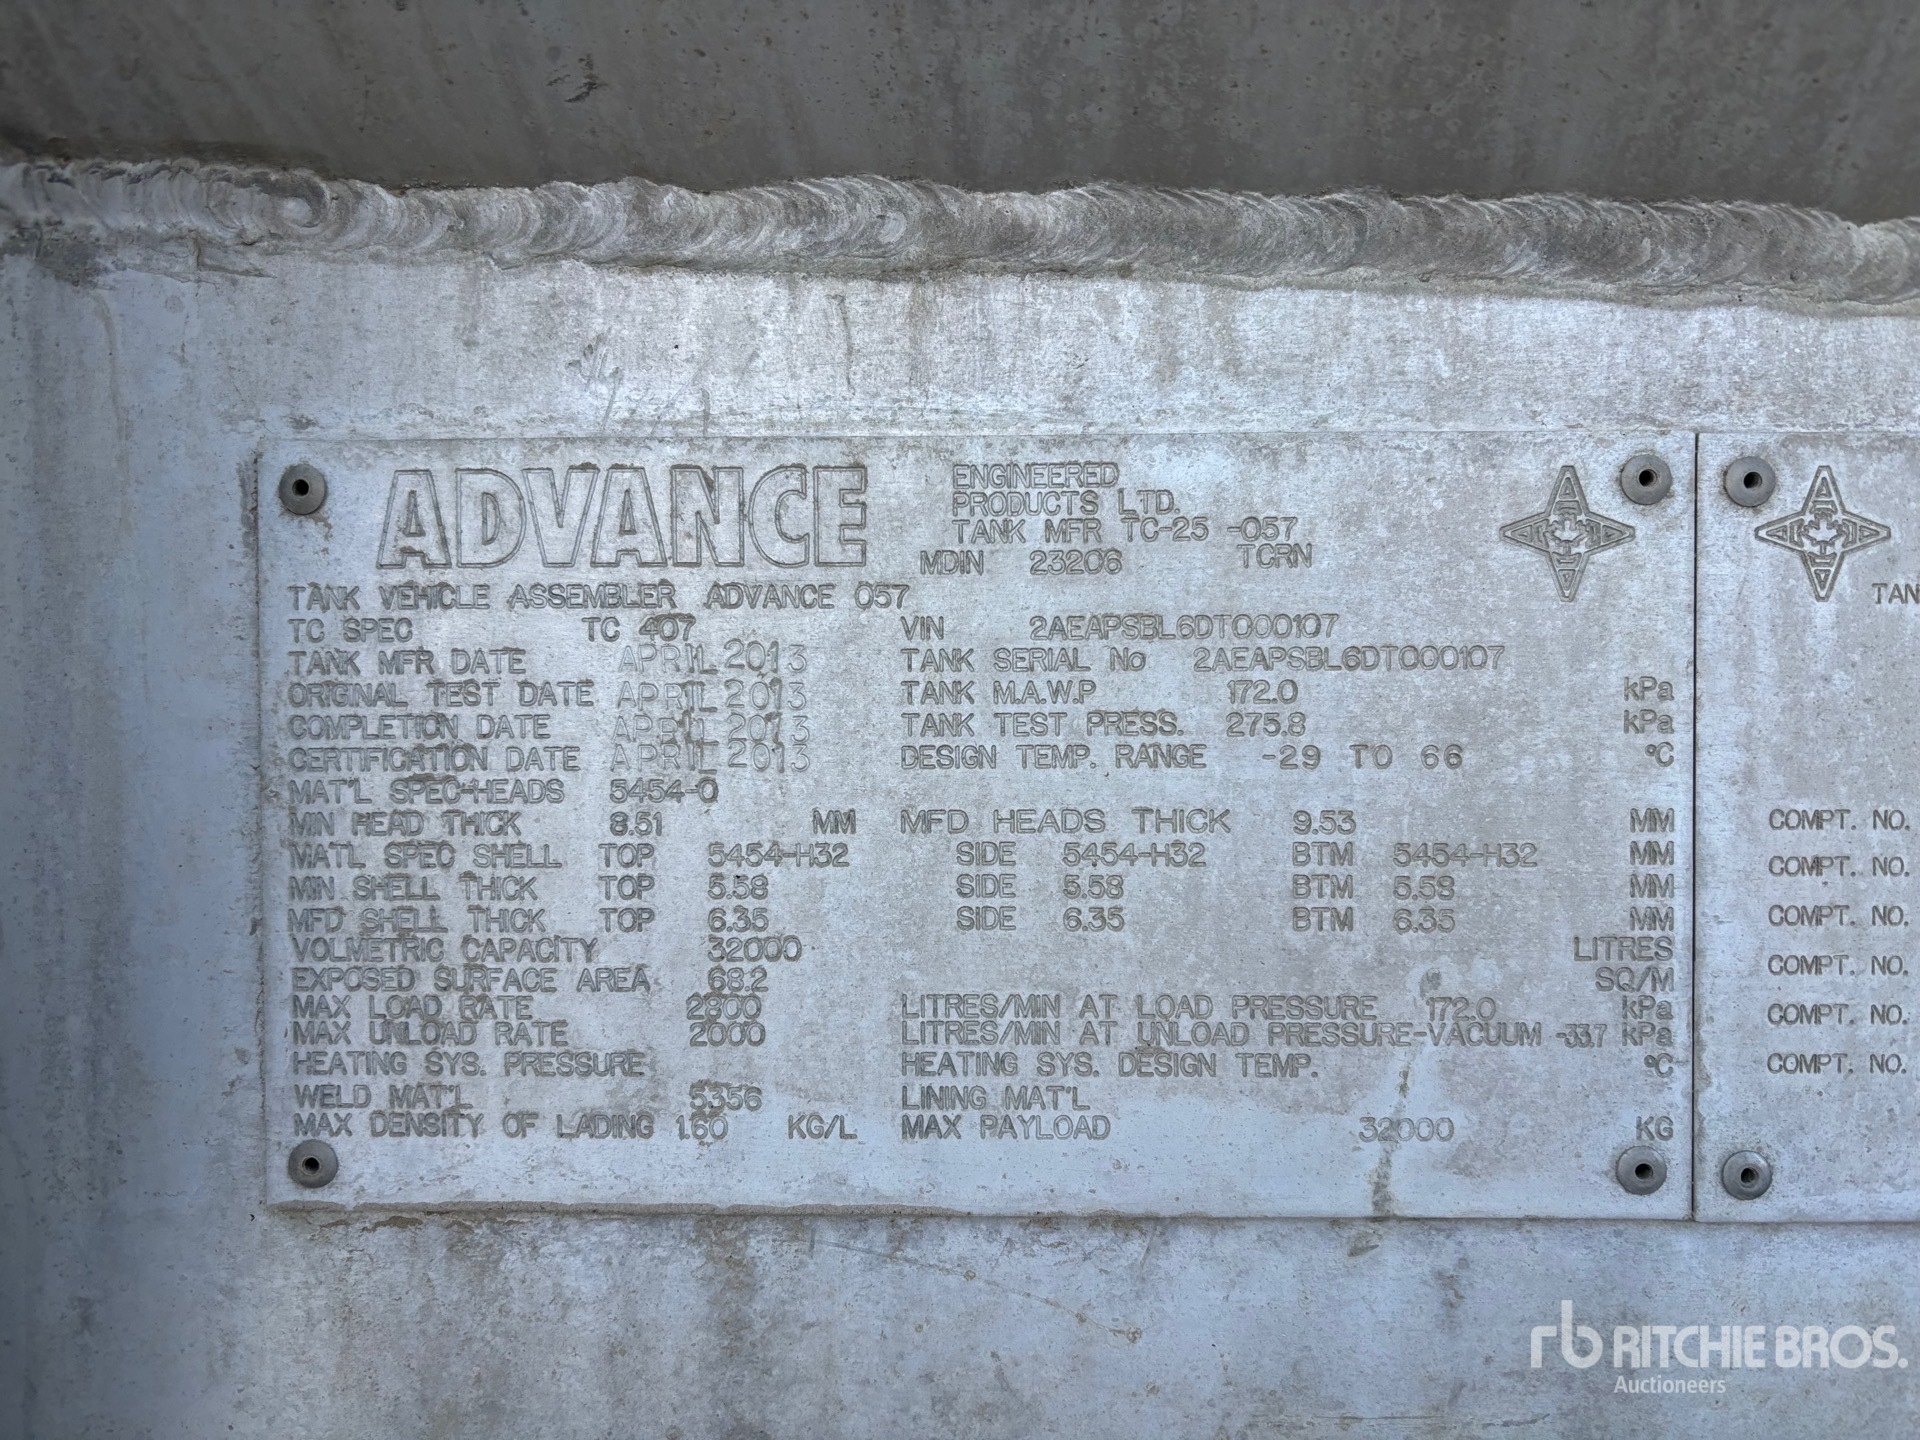 ADVANCE
ENGINEERED
PRODUCTS LTD.
TANK MFR TC-25 -057
MDIN 23206 TCRN
TANK VEHICLE ASSEMBLER ADVANCE 057
TC SPEC TC 407 VIN 2AEAPSBL6DT000107
TANK MFR DATE APRIL 2013 TANK SERIAL No 2AEAPSBL6DT000107
ORIGINAL TEST DATE APRIL 2013 TANK M.A.W.P 172.0 kPa
COMPLETION DATE APRIL 2013 TANK TEST PRESS. 275.8 kPa
CERTIFICATION DATE APRIL 2013 DESIGN TEMP. RANGE -29 TO 66 °C
MAT'L SPEC-HEADS 5454-0
MIN HEAD THICK 8.51 MM MFD HEADS THICK 9.53 MM
MATL SPEC SHELL TOP 5454-H32 SIDE 5454-H32 BTM 5454-H32 MM
MIN SHELL THICK TOP 5.58 SIDE 5.58 BTM 5.58 MM
MFD SHELL THICK TOP 6.35 SIDE 6.35 BTM 6.35 MM
VOLMETRIC CAPACITY 32000 LITRES
EXPOSED SURFACE AREA 68.2 SQ/M
MAX LOAD RATE 2800 LITRES/MIN AT LOAD PRESSURE 172.0 kPa
MAX UNLOAD RATE 2000 LITRES/MIN AT UNLOAD PRESSURE-VACUUM -33.7 kPa
HEATING SYS. PRESSURE HEATING SYS. DESIGN TEMP. °C
WELD MAT'L 5356 LINING MAT'L
MAX DENSITY OF LADING 1.60 KG/L MAX PAYLOAD 32000 KG
TAN
COMPT. NO.
COMPT. NO.
COMPT. NO.
COMPT. NO.
COMPT. NO.
COMPT. NO.
rb RITCHIE BROS.
Auctioneers